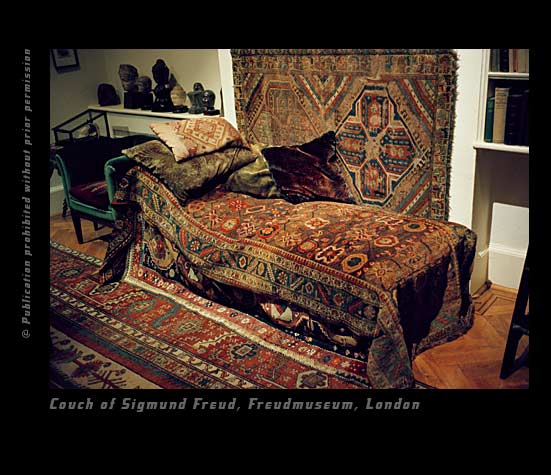 © Publication prohibited without prior permission
Couch of Sigmund Freud, Freudmuseum, London